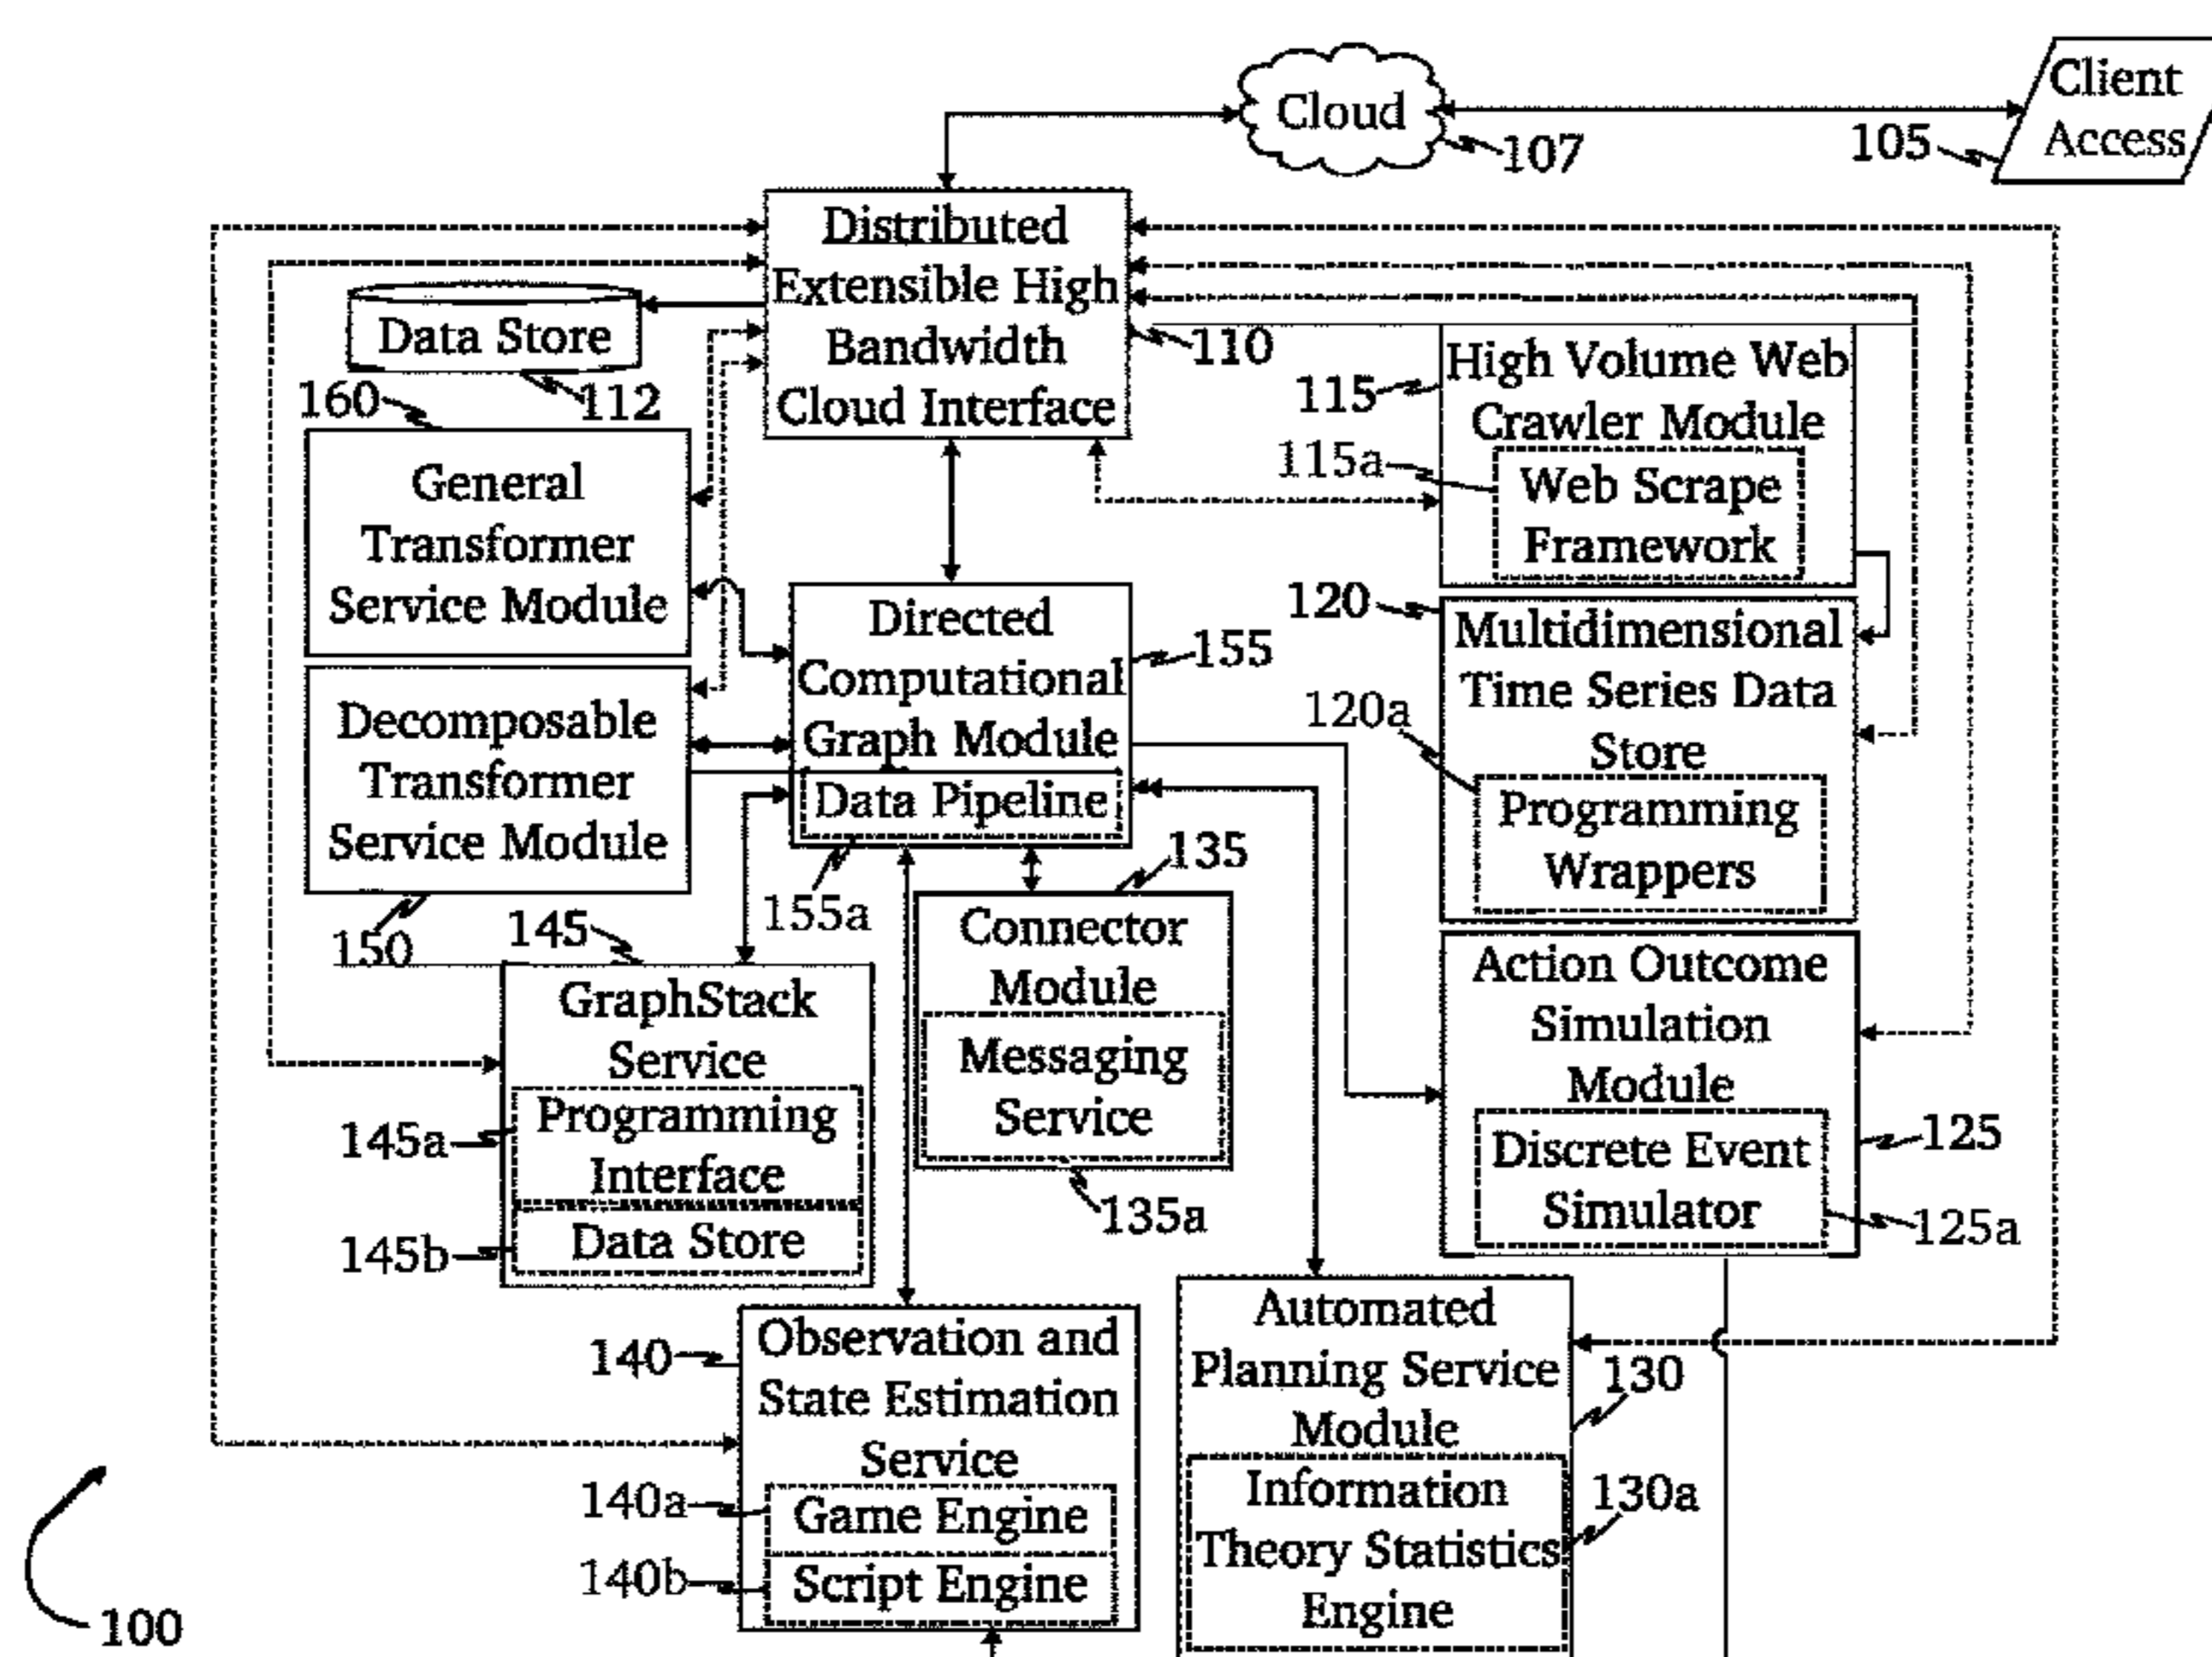 Client
Access
105
Cloud
107
Distributed
Extensible High
Bandwidth
Cloud Interface
110
Data Store
112
160
General
Transformer
Service Module
Decomposable
Transformer
Service Module
150
Directed
Computational
Graph Module
Data Pipeline
155
155a
115
High Volume Web
Crawler Module
115a
Web Scrape
Framework
120
Multidimensional
Time Series Data
Store
120a
Programming
Wrappers
135
Connector
Module
Messaging
Service
135a
145
GraphStack
Service
145a
Programming
Interface
145b
Data Store
Action Outcome
Simulation
Module
Discrete Event
Simulator
125
125a
140
Observation and
State Estimation
Service
140a
Game Engine
140b
Script Engine
Automated
Planning Service
Module
130
Information
Theory Statistics
Engine
130a
100